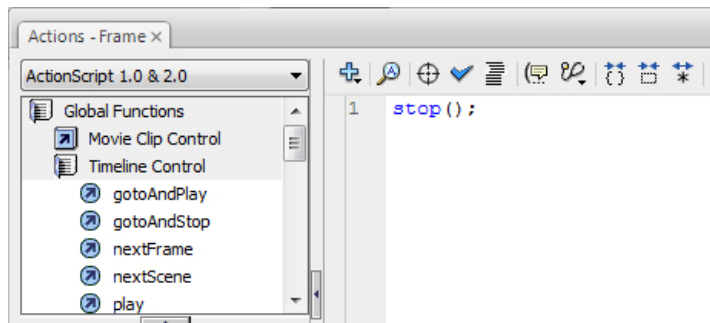 Actions - Frame ×
ActionScript 1.0 & 2.0
Global Functions
Movie Clip Control
Timeline Control
gotoAndPlay
gotoAndStop
nextFrame
nextScene
play
1 stop();